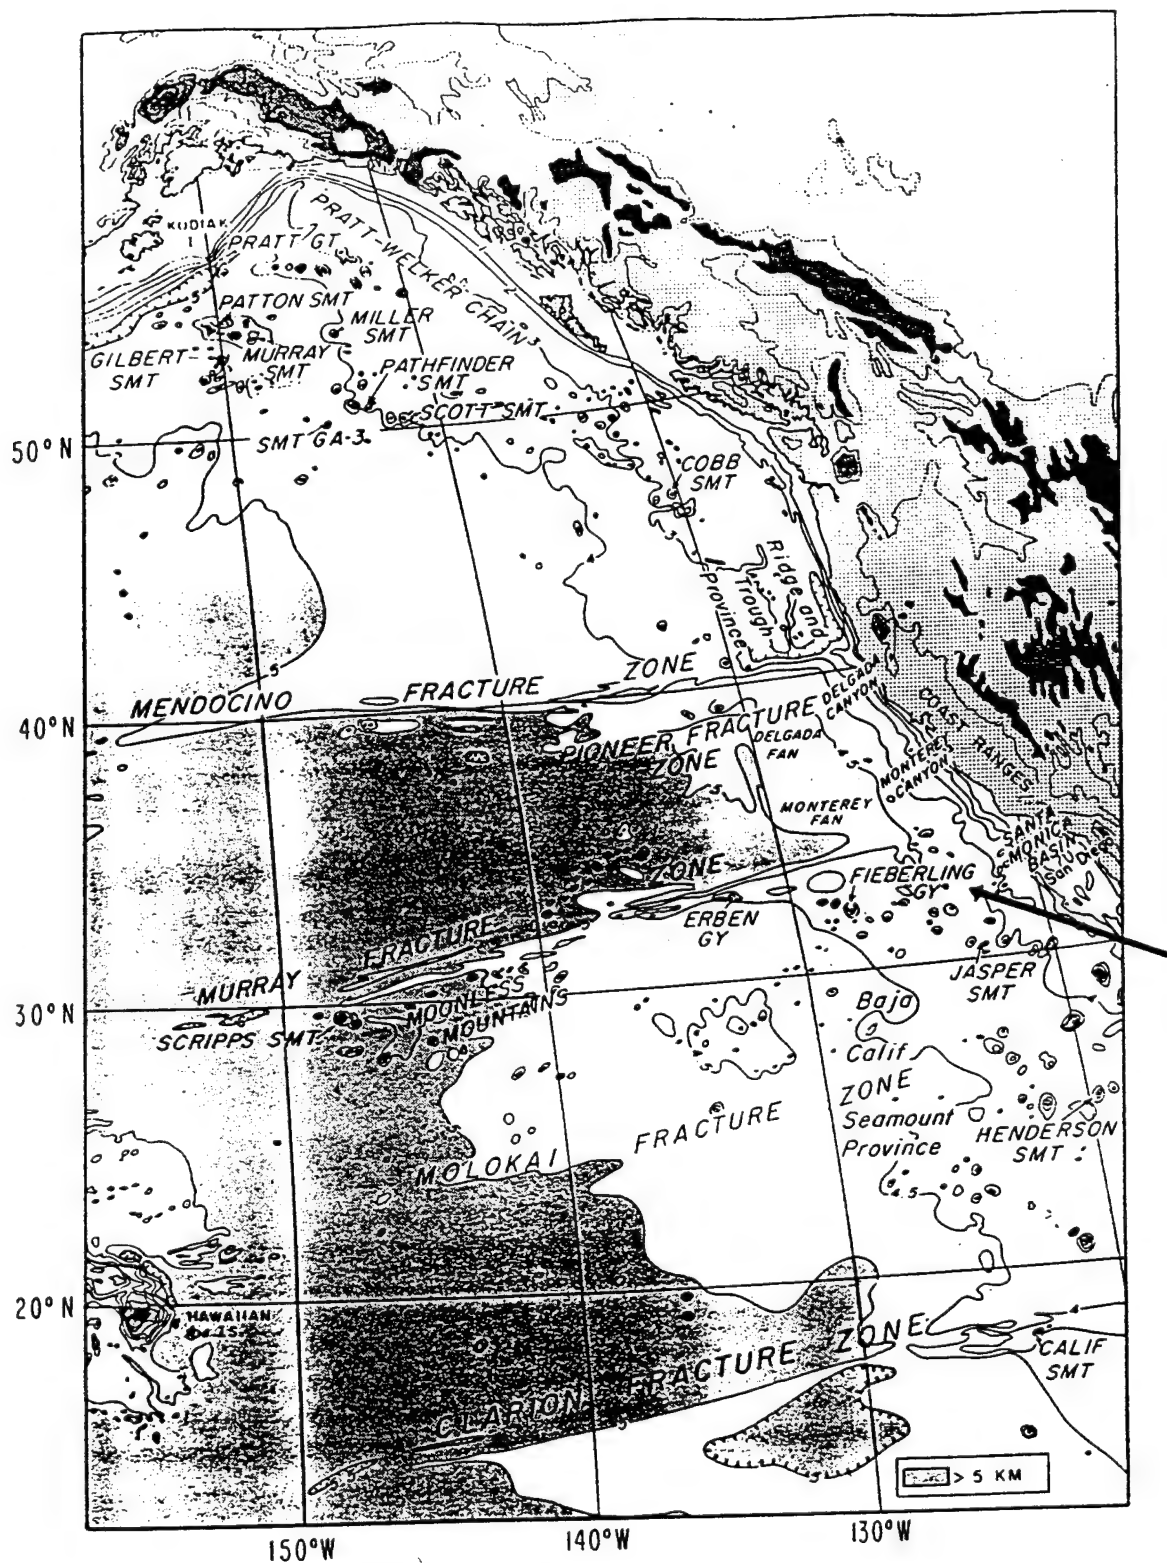 KODIAK
I
PRATT GT
PRATT-WELKER CHAIN
PATTON SMT
MILLER
SMT
GILBERT
SMT
MURRAY
SMT
PATHFINDER
SMT
SCOTT SMT
SMT GA-3
50°N
COBB
SMT
Ridge and
Trough
Province
MENDOCINO FRACTURE ZONE
40°N
PIONEER FRACTURE
ZONE
DELGADA
CANYON
DELGADA
FAN
COAST RANGES
MONTEREY
CANYON
MONTEREY
FAN
SANTA
MONICA
BASIN
FIEBERLING
GY
ERBEN
GY
MURRAY FRACTURE ZONE
JASPER
SMT
30°N
MOONLESS
MOUNTAINS
SCRIPPS SMT
Baja
Calif
Seamount
Province
HENDERSON
SMT
MOLOKAI FRACTURE ZONE
4.5
20°N
HAWAIIAN
CLARION FRACTURE ZONE
CALIF
SMT
> 5 KM
150°W
140°W
130°W